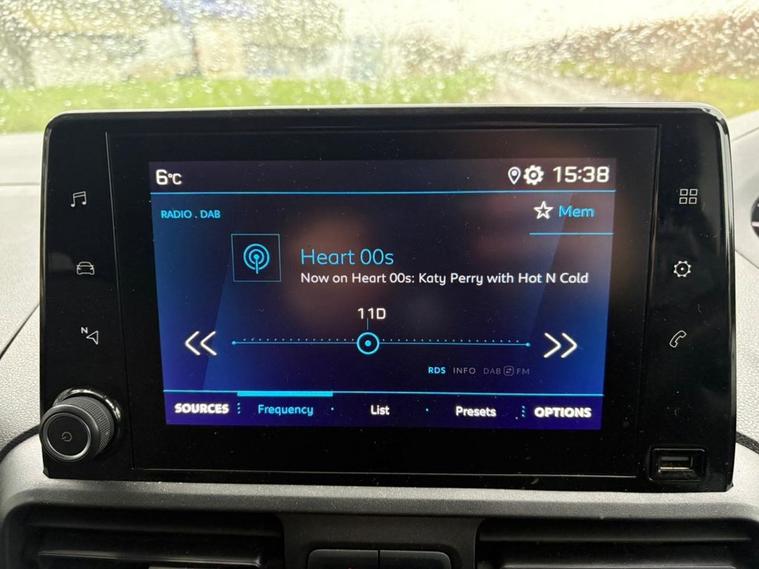 6°C 15:38
RADIO . DAB
Mem
Heart 00s
Now on Heart 00s: Katy Perry with Hot N Cold
11D
RDS INFO DAB FM
SOURCES Frequency List Presets OPTIONS
N